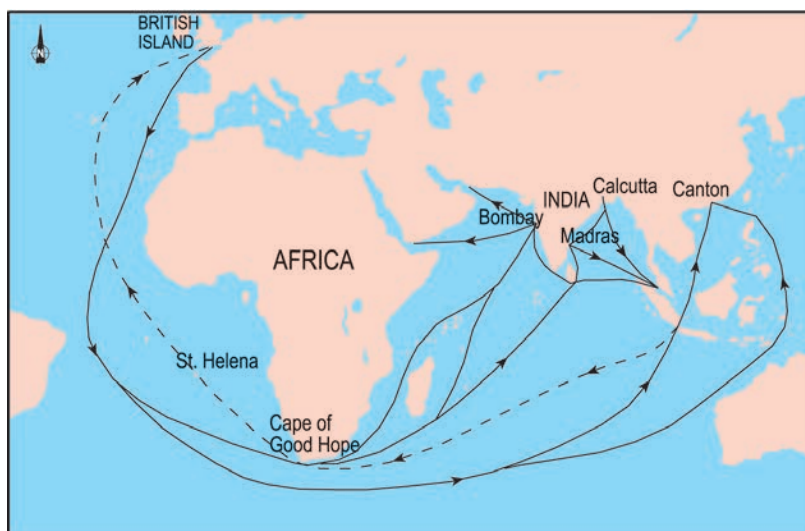 BRITISH
ISLAND
N
INDIA
Calcutta
Canton
Bombay
Madras
AFRICA
St. Helena
Cape of
Good Hope